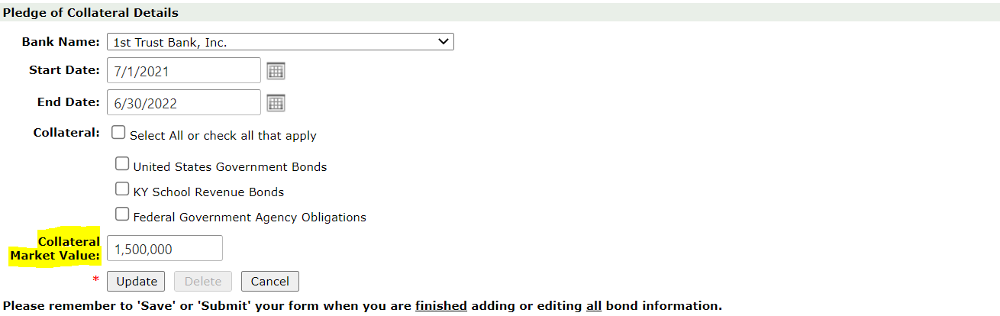 Pledge of Collateral Details
Bank Name: 1st Trust Bank, Inc.
Start Date: 7/1/2021
End Date: 6/30/2022
Collateral: Select All or check all that apply
United States Government Bonds
KY School Revenue Bonds
Federal Government Agency Obligations
Collateral
Market Value: 1,500,000
* Update Delete Cancel
Please remember to 'Save' or 'Submit' your form when you are finished adding or editing all bond information.